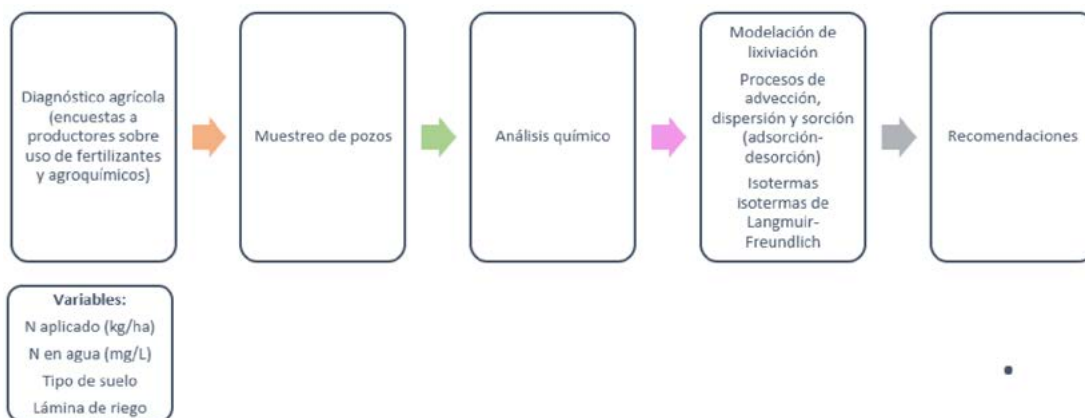 Diagnóstico agrícola
(encuestas a
productores sobre
uso de fertilizantes
y agroquímicos)
Muestreo de pozos
Análisis químico
Modelación de
lixiviación
Procesos de
advección,
dispersión y sorción
(adsorción-
desorción)
Isotermas
isotermas de
Langmuir-
Freundlich
Recomendaciones
Variables:
N aplicado (kg/ha)
N en agua (mg/L)
Tipo de suelo
Lámina de riego